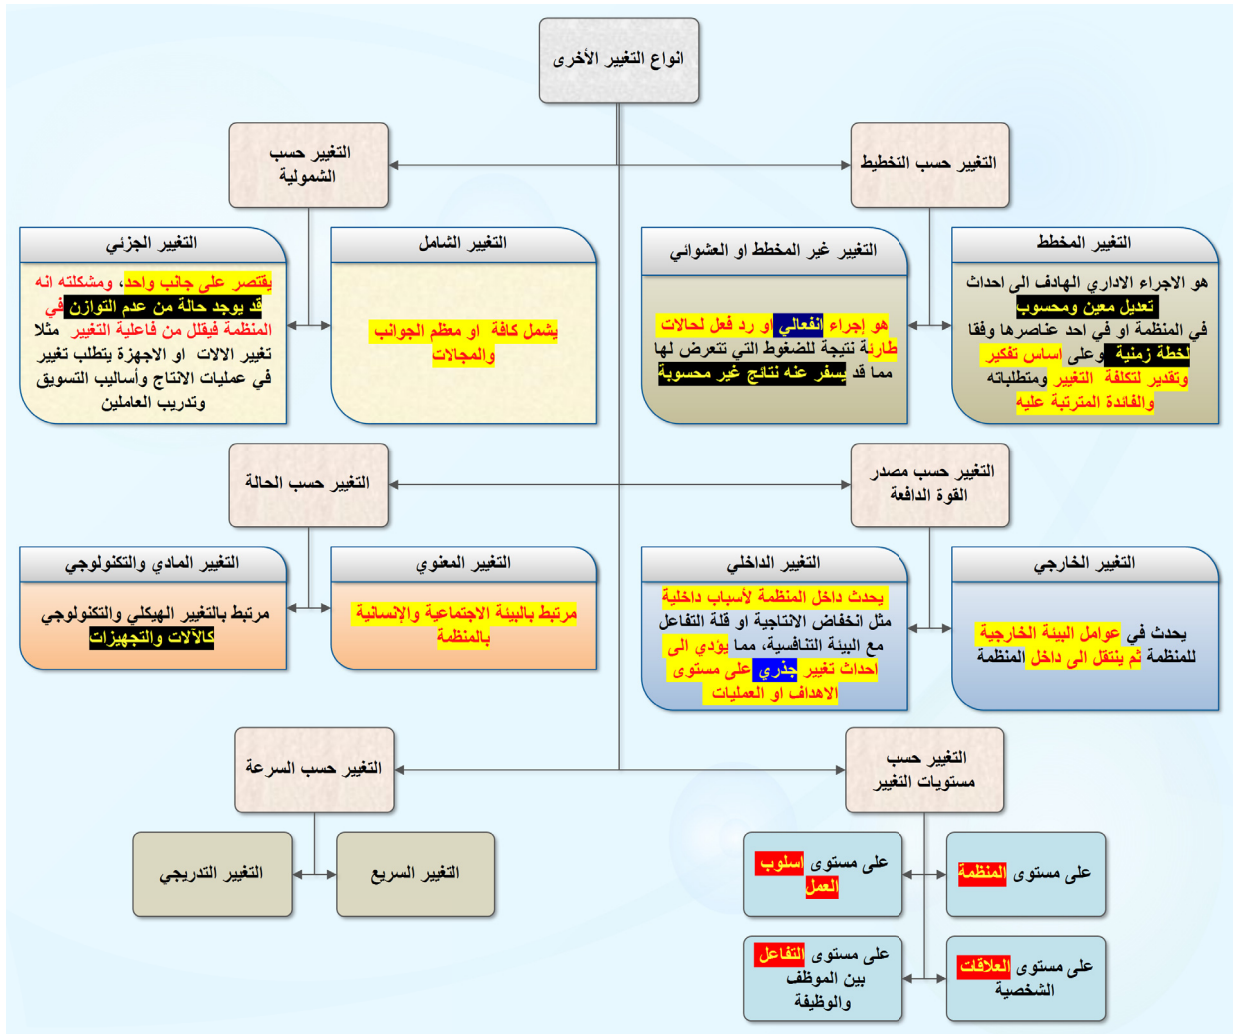 انواع التغيير الأخرى
التغيير حسب التخطيط
التغيير حسب
الشمولية
التغيير المخطط
هو الاجراء الاداري الهادف الى احداث
تعديل معين ومحسوب
في المنظمة او في احد عناصرها وفقا
لخطة زمنية وعلى اساس تفكير
وتقدير لتكلفة التغيير ومتطلباته
والفائدة المترتبة عليه
التغيير غير المخطط او العشوائي
هو إجراء انفعالي او رد فعل لحالات
طارئة نتيجة للضغوط التي تتعرض لها
مما قد يسفر عنه نتائج غير محسوبة
التغيير الشامل
يشمل كافة او معظم الجوانب
والمجالات
التغيير الجزئي
يقتصر على جانب واحد، ومشكلته انه
قد يوجد حالة من عدم التوازن في
المنظمة فيقلل من فاعلية التغيير مثلا
تغيير الالات او الاجهزة يتطلب تغيير
في عمليات الانتاج وأساليب التسويق
وتدريب العاملين
التغيير حسب مصدر
القوة الدافعة
التغيير حسب الحالة
التغيير الخارجي
يحدث في عوامل البيئة الخارجية
للمنظمة ثم ينتقل الى داخل المنظمة
التغيير الداخلي
يحدث داخل المنظمة لأسباب داخلية
مثل انخفاض الانتاجية او قلة التفاعل
مع البيئة التنافسية، مما يؤدي الى
احداث تغيير جذري على مستوى
الاهداف او العمليات
التغيير المعنوي
مرتبط بالبيئة الاجتماعية والإنسانية
بالمنظمة
التغيير المادي والتكنولوجي
مرتبط بالتغيير الهيكلي والتكنولوجي
كالآلات والتجهيزات
التغيير حسب
مستويات التغيير
التغيير حسب السرعة
على مستوى المنظمة
على مستوى اسلوب
العمل
على مستوى العلاقات
الشخصية
على مستوى التفاعل
بين الموظف
والوظيفة
التغيير السريع
التغيير التدريجي